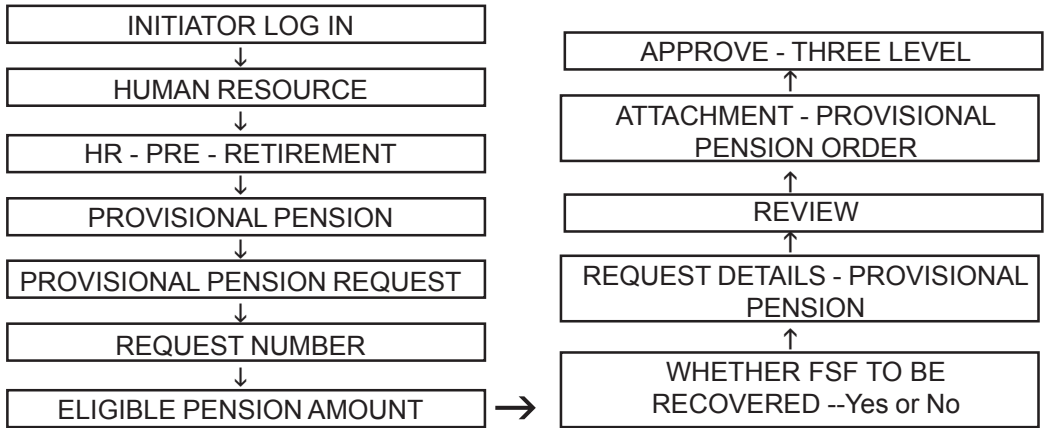 INITIATOR LOG IN
HUMAN RESOURCE
HR - PRE - RETIREMENT
PROVISIONAL PENSION
PROVISIONAL PENSION REQUEST
REQUEST NUMBER
ELIGIBLE PENSION AMOUNT
WHETHER FSF TO BE
RECOVERED --Yes or No
REQUEST DETAILS - PROVISIONAL
PENSION
REVIEW
ATTACHMENT - PROVISIONAL
PENSION ORDER
APPROVE - THREE LEVEL